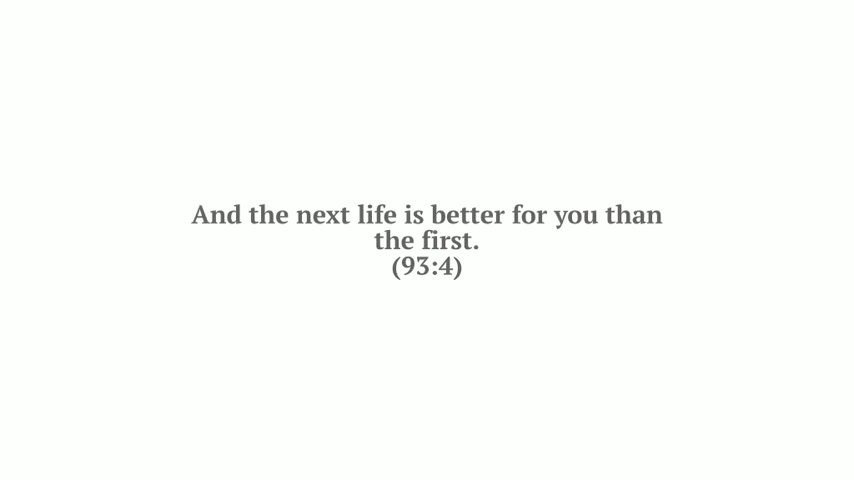 And the next life is better for you than
the first.
(93:4)